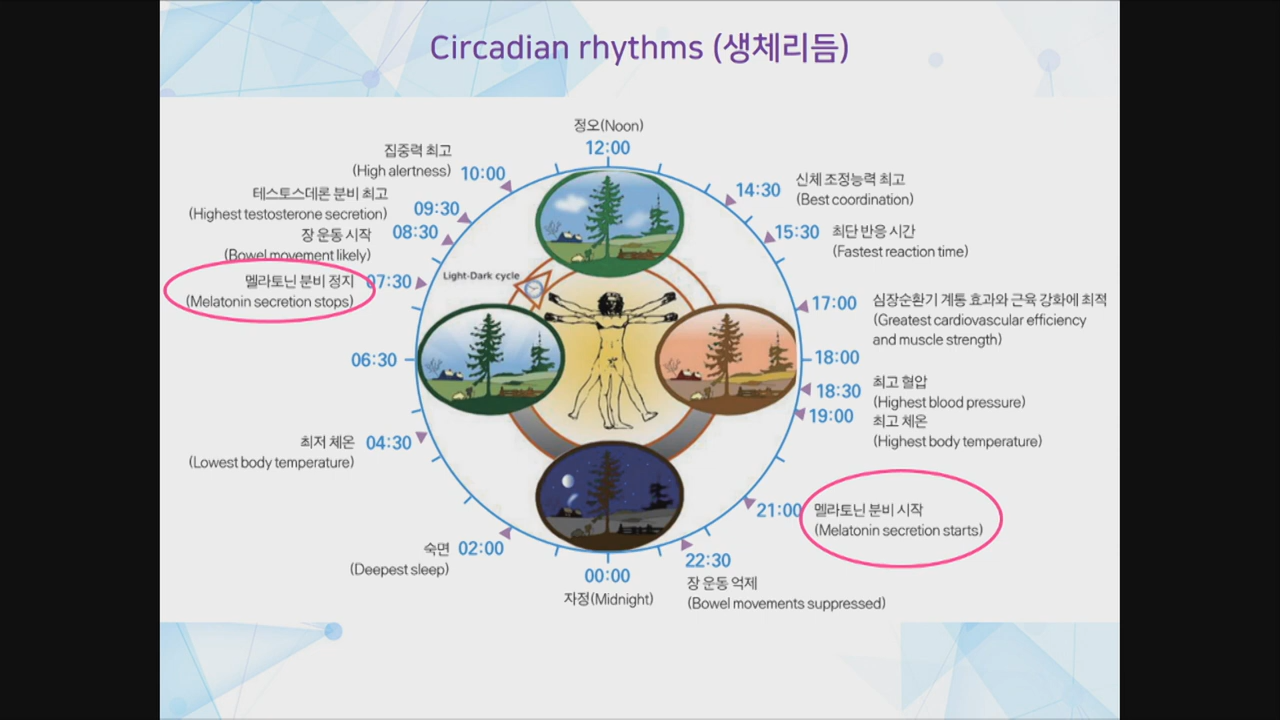 Circadian rhythms (생체리듬)
정오(Noon)
12:00
집중력 최고
(High alertness)
10:00
테스토스데론 분비 최고
(Highest testosterone secretion)
09:30
장 운동 시작
(Bowel movement likely)
08:30
멜라토닌 분비 정지
(Melatonin secretion stops)
07:30
Light-Dark cycle
06:30
최저 체온
(Lowest body temperature)
04:30
숙면
(Deepest sleep)
02:00
00:00
자정(Midnight)
14:30
신체 조정능력 최고
(Best coordination)
15:30
최단 반응 시간
(Fastest reaction time)
17:00
심장순환기 계통 효과와 근육 강화에 최적
(Greatest cardiovascular efficiency
and muscle strength)
18:00
18:30
최고 혈압
(Highest blood pressure)
19:00
최고 체온
(Highest body temperature)
21:00
멜라토닌 분비 시작
(Melatonin secretion starts)
22:30
장 운동 억제
(Bowel movements suppressed)